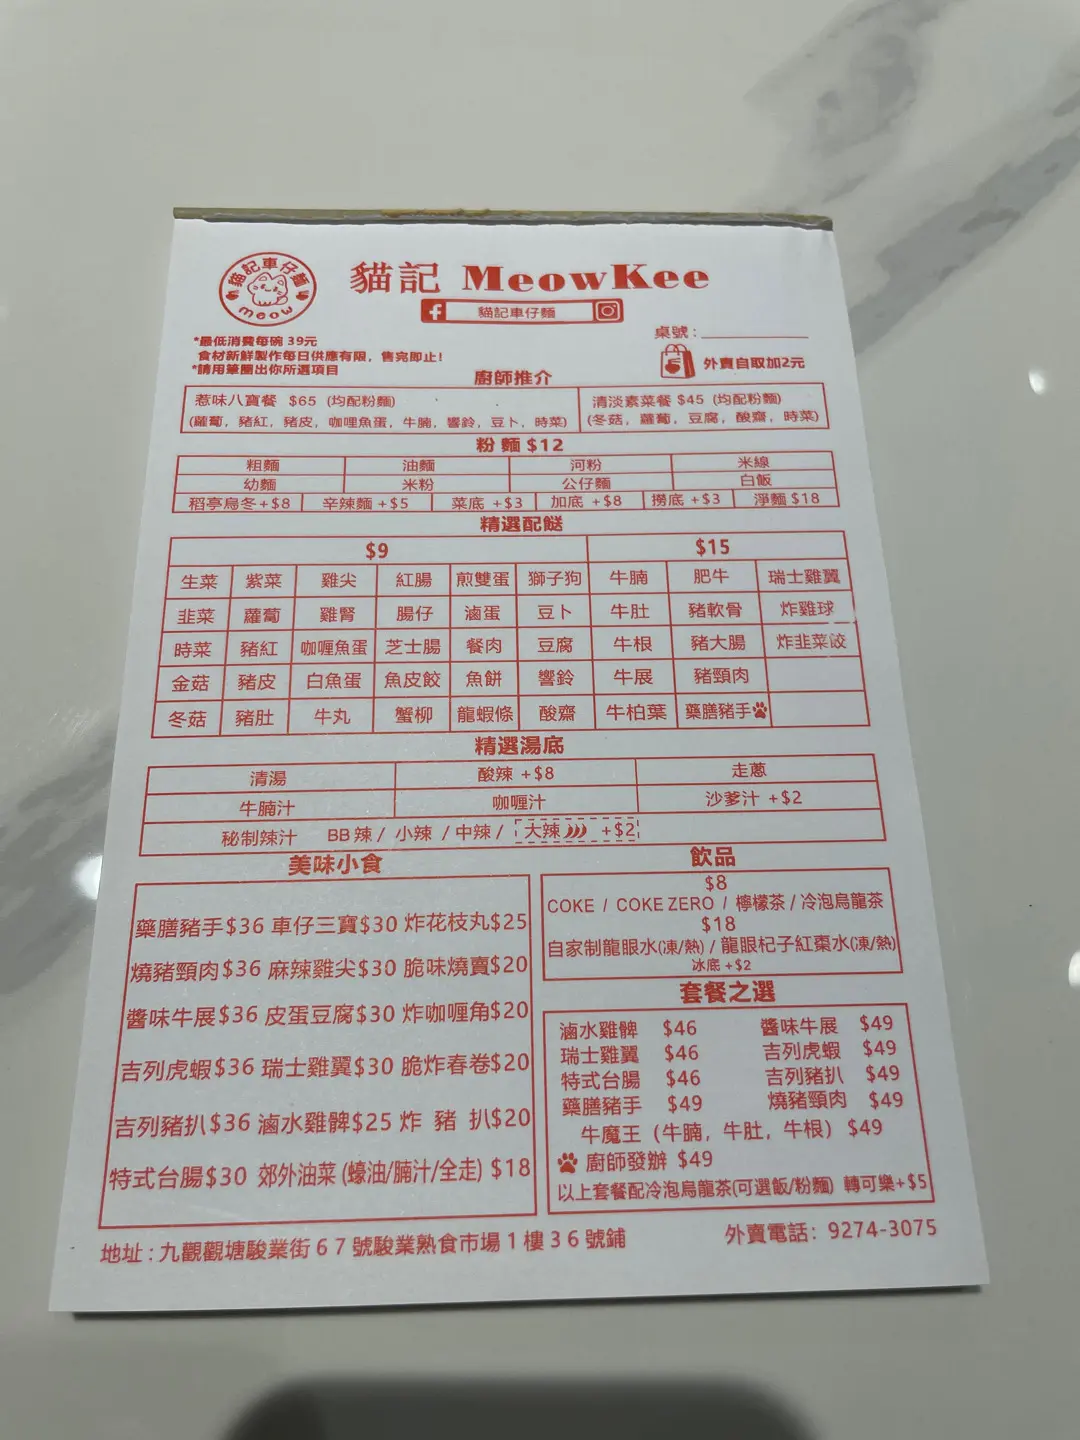 貓記車仔麵
meow
貓記 MeowKee
貓記車仔麵
*最低消費每碗 39元
食材新鮮製作每日供應有限，售完即止!
*請用筆圈出你所選項目
桌號:
外賣自取加2元
廚師推介
惹味八寶餐 $65 (均配粉麵)
(蘿蔔，豬紅，豬皮，咖哩魚蛋，牛腩，響鈴，豆卜，時菜)
清淡素菜餐 $45 (均配粉麵)
(冬菇，蘿蔔，豆腐，酸齋，時菜)
粉 麵 $12
粗麵 油麵 河粉 米線
幼麵 米粉 公仔麵 白飯
稻亭烏冬+$8 辛辣麵 +$5 菜底 +$3 加底 +$8 撈底 +$3 淨麵 $18
精選配餸
$9 $15
生菜 紫菜 雞尖 紅腸 煎雙蛋 獅子狗 牛腩 肥牛 瑞士雞翼
韭菜 蘿蔔 雞腎 腸仔 滷蛋 豆卜 牛肚 豬軟骨 炸雞球
時菜 豬紅 咖喱魚蛋 芝士腸 餐肉 豆腐 牛根 豬大腸 炸韭菜餃
金菇 豬皮 白魚蛋 魚皮餃 魚餅 響鈴 牛展 豬頸肉
冬菇 豬肚 牛丸 蟹柳 龍蝦條 酸齋 牛柏葉 藥膳豬手
精選湯底
清湯 酸辣 +$8 走蔥
牛腩汁 咖喱汁 沙爹汁 +$2
秘制辣汁 BB辣 / 小辣 / 中辣 / 大辣 +$2
美味小食
藥膳豬手$36 車仔三寶$30 炸花枝丸$25
燒豬頸肉$36 麻辣雞尖$30 脆味燒賣$20
醬味牛展$36 皮蛋豆腐$30 炸咖喱角$20
吉列虎蝦$36 瑞士雞翼$30 脆炸春卷$20
吉列豬扒$36 滷水雞髀$25 炸 豬 扒$20
特式台腸$30 郊外油菜 (蠔油/腩汁/全走) $18
飲品
$8
COKE / COKE ZERO / 檸檬茶 / 冷泡烏龍茶
$18
自家制龍眼水(凍/熱) / 龍眼杞子紅棗水(凍/熱)
冰底 +$2
套餐之選
滷水雞髀 $46 醬味牛展 $49
瑞士雞翼 $46 吉列虎蝦 $49
特式台腸 $46 吉列豬扒 $49
藥膳豬手 $49 燒豬頸肉 $49
牛魔王 (牛腩，牛肚，牛根) $49
廚師發辦 $49
以上套餐配冷泡烏龍茶(可選飯/粉麵) 轉可樂+$5
地址 : 九觀觀塘駿業街 6 7 號駿業熟食市場 1 樓 3 6 號鋪
外賣電話: 9274-3075